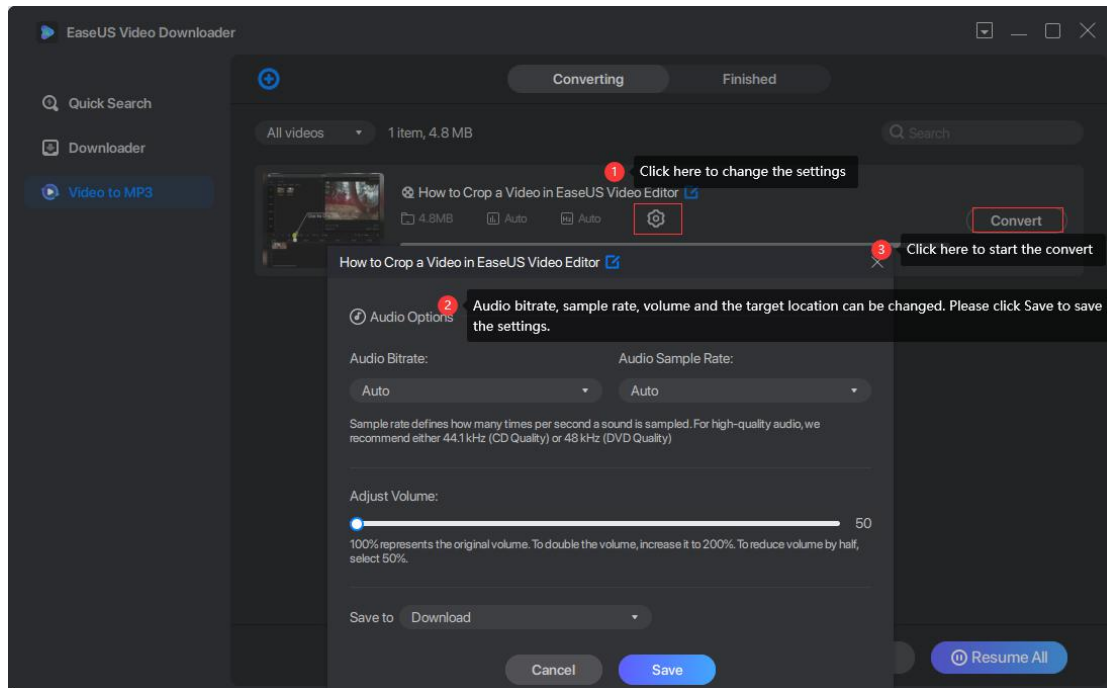 EaseUS Video Downloader
Converting
Finished
Quick Search
All videos
1 item, 4.8 MB
Search
Downloader
1
Click here to change the settings
Video to MP3
How to Crop a Video in EaseUS Video Editor
4.8MB
Auto
Auto
Convert
3
Click here to start the convert
How to Crop a Video in EaseUS Video Editor
2
Audio bitrate, sample rate, volume and the target location can be changed. Please click Save to save
the settings.
Audio Options
Audio Bitrate:
Audio Sample Rate:
Auto
Auto
Sample rate defines how many times per second a sound is sampled. For high-quality audio, we
recommend either 44.1 kHz (CD Quality) or 48 kHz (DVD Quality)
Adjust Volume:
50
100% represents the original volume. To double the volume, increase it to 200%. To reduce volume by half,
select 50%.
Save to
Download
Cancel
Save
Resume All